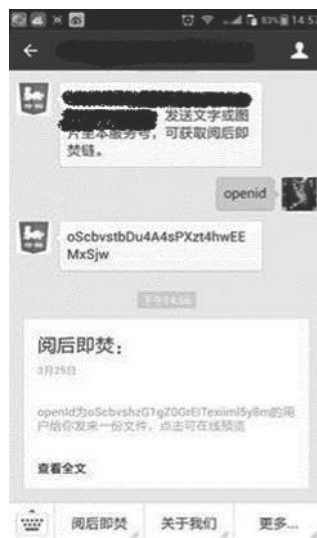 83% 14:57
发送文字或图
片至本服务号，可获取阅后即
焚链。
openid
oScbvstbDu4A4sPXzt4hwEE
MxSjw
下午14:56
阅后即焚：
3月25日
openId为oScbvshzG1gZ0GrEITeximl5y8m的用
户给你发来一份文件，点击可在线预览
查看全文
阅后即焚
关于我们
更多...